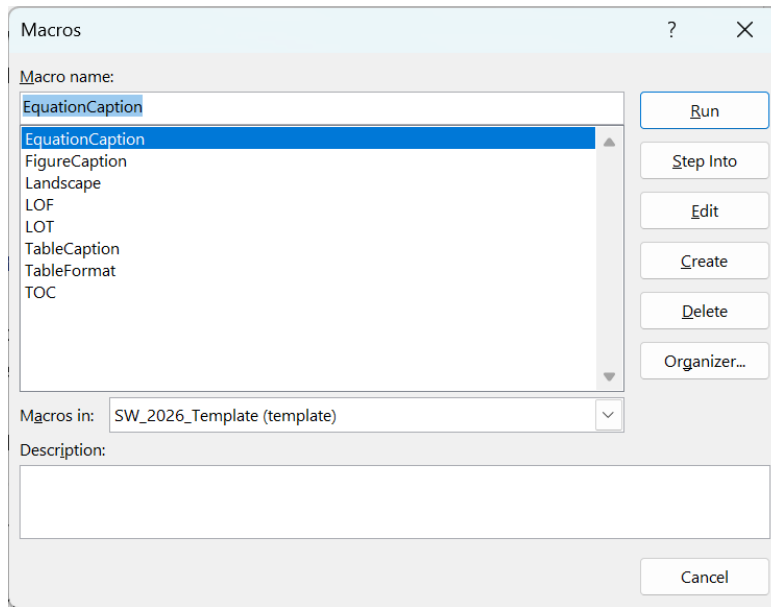 Macros
Macro name:
EquationCaption
Run
EquationCaption
FigureCaption
Landscape
LOF
LOT
TableCaption
TableFormat
TOC
Step Into
Edit
Create
Delete
Organizer...
Macros in: SW_2026_Template (template)
Description:
Cancel